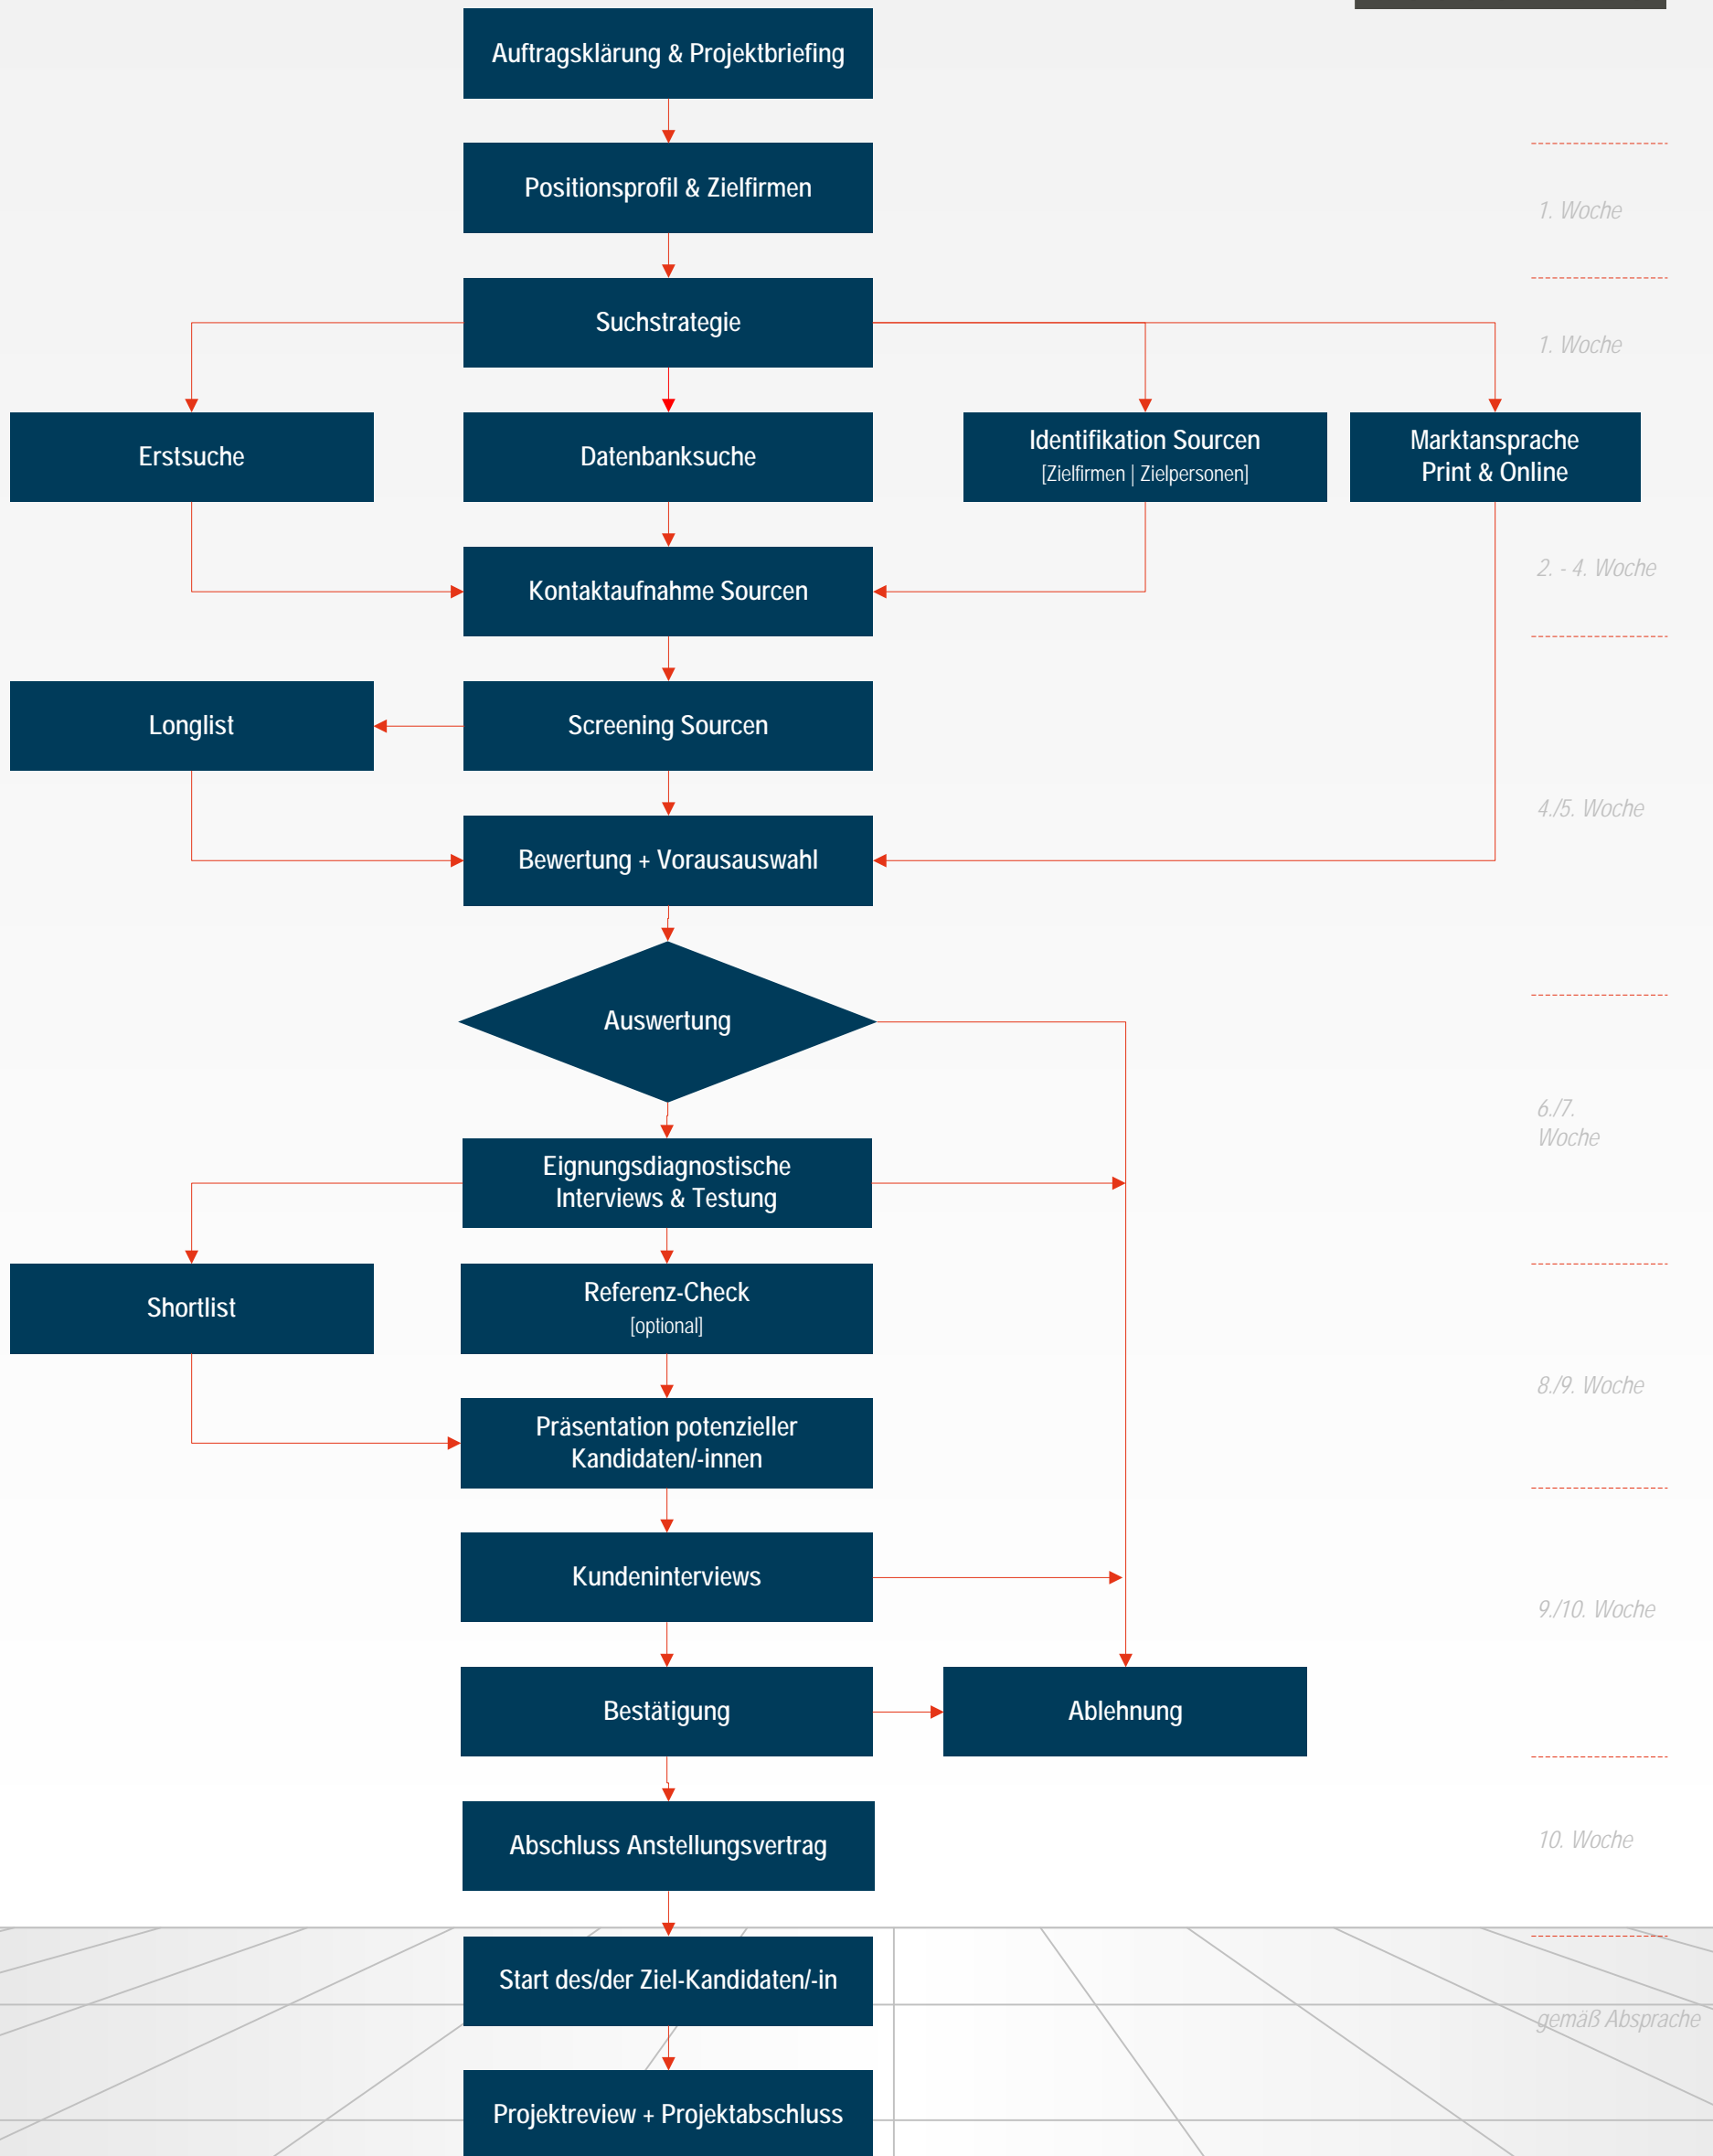 Auftragsklärung & Projektbriefing
Positionsprofil & Zielfirmen
1. Woche
Suchstrategie
1. Woche
Erstsuche
Datenbanksuche
Identifikation Sourcen
[Zielfirmen | Zielpersonen]
Marktansprache
Print & Online
2. - 4. Woche
Kontaktaufnahme Sourcen
Longlist
Screening Sourcen
4./5. Woche
Bewertung + Vorausauswahl
Auswertung
6./7.
Woche
Eignungsdiagnostische
Interviews & Testung
Shortlist
Referenz-Check
[optional]
8./9. Woche
Präsentation potenzieller
Kandidaten/-innen
Kundeninterviews
9./10. Woche
Bestätigung
Ablehnung
Abschluss Anstellungsvertrag
10. Woche
Start des/der Ziel-Kandidaten/-in
gemäß Absprache
Projektreview + Projektabschluss